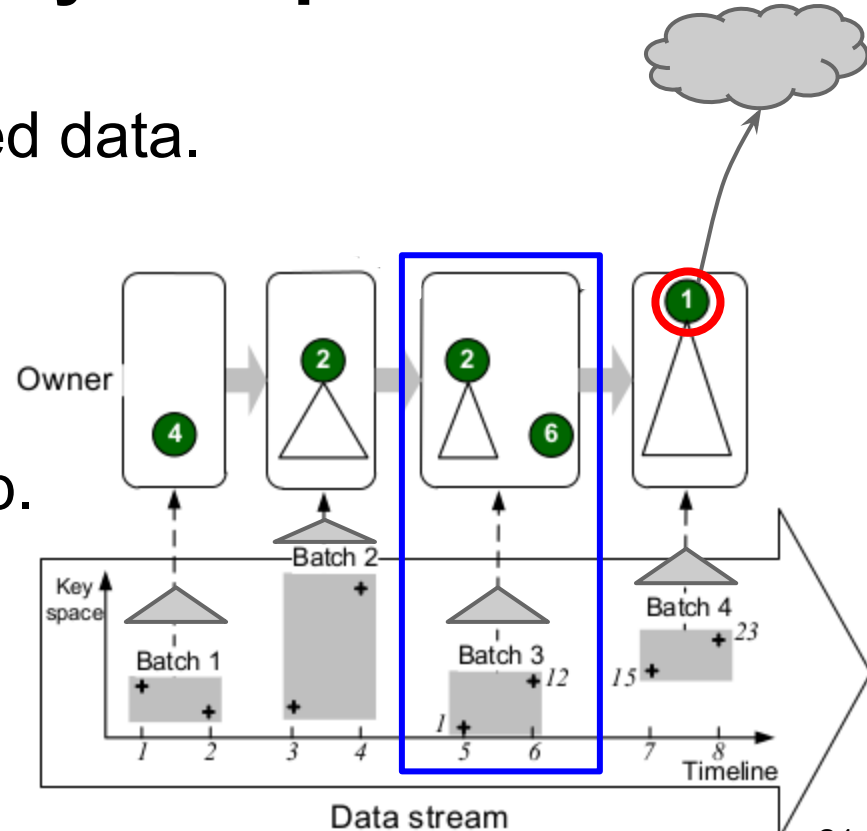 ed data.
Owner
4
2
2
6
1
o.
Key
space
Batch 1
Batch 2
Batch 3
Batch 4
1
12
15
23
1
2
3
4
5
6
7
8
Timeline
Data stream